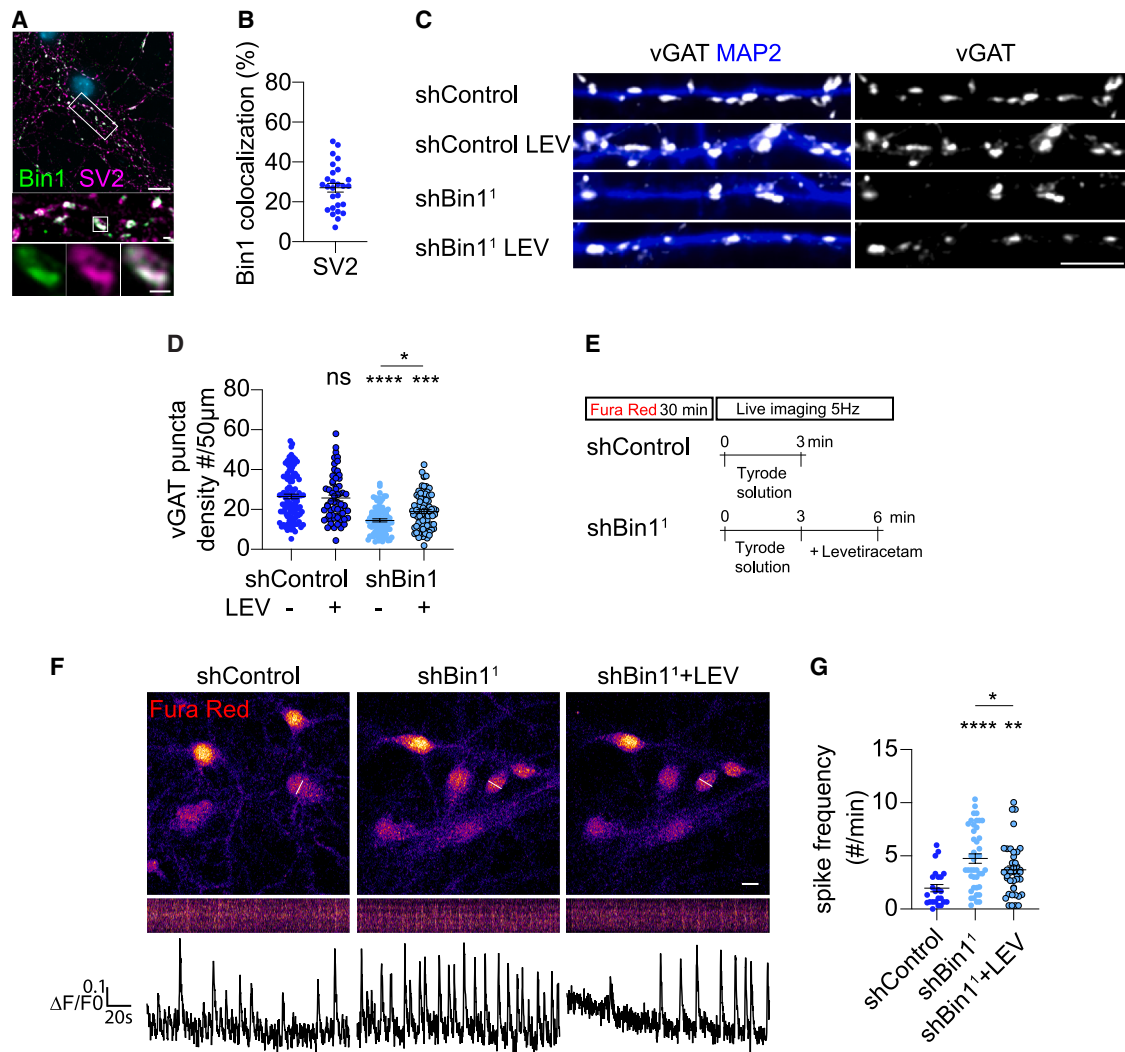 A
Bin1 SV2
B
Bin1 colocalization (%)
80
60
40
20
0
SV2
C
vGAT MAP2
vGAT
shControl
shControl LEV
shBin1¹
shBin1¹ LEV
D
vGAT puncta
density #/50µm
80
60
40
20
0
ns
*
**** ***
shControl shBin1
LEV - + - +
E
Fura Red 30 min
Live imaging 5Hz
shControl
0 3 min
Tyrode
solution
shBin1¹
0 3 6 min
Tyrode
solution
+ Levetiracetam
F
shControl
shBin1¹
shBin1¹+LEV
Fura Red
0.1
ΔF/F0
20s
G
*
**** **
spike frequency
(#/min)
15
10
5
0
shControl
shBin1¹
shBin1¹+LEV